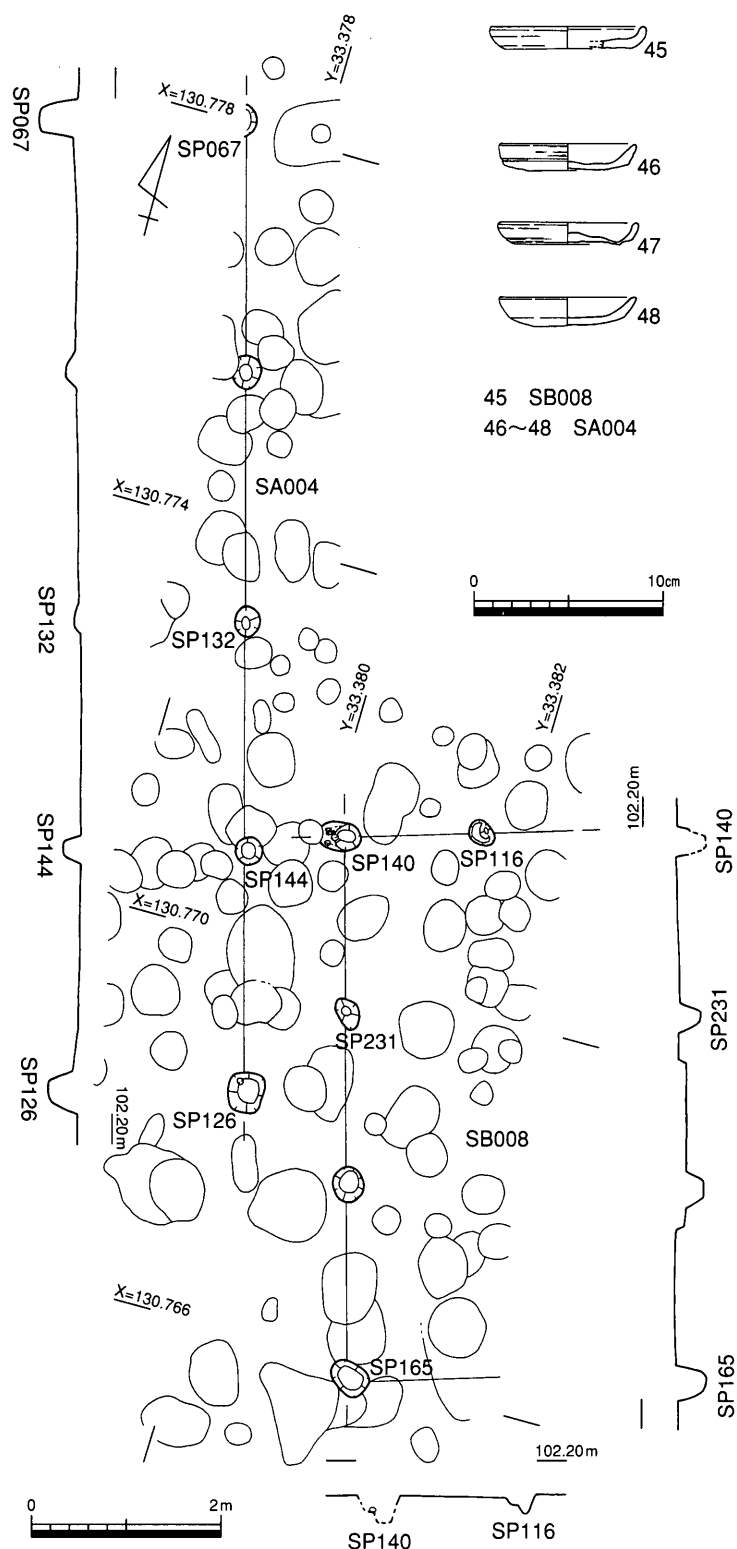 Y=33.378
X=130.778
SP067
SP067
45
46
47
48
45 SB008
46～48 SA004
SA004
X=130.774
0 10cm
SP132
SP132
Y=33.380
Y=33.382
102.20m
SP140
SP144
SP144
SP140
SP116
X=130.770
SP231
SP231
SP126
SP126
102.20m
SB008
X=130.766
SP165
SP165
102.20m
0 2m
SP140
SP116